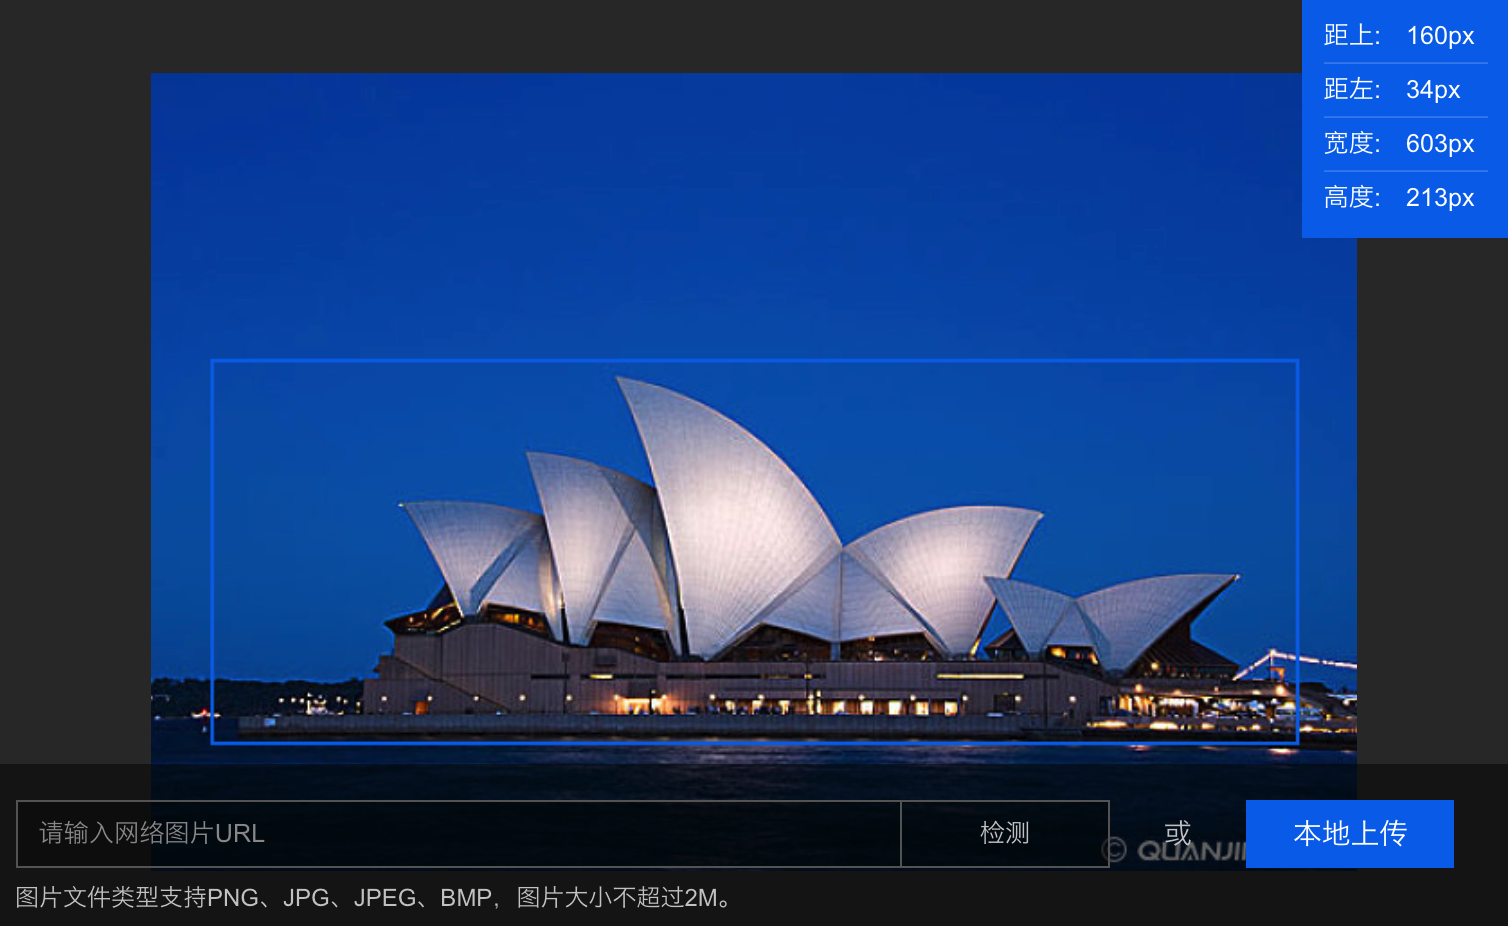 距上: 160px
距左: 34px
宽度: 603px
高度: 213px
请输入网络图片URL
检测
或
本地上传
©
图片文件类型支持PNG、JPG、JPEG、BMP，图片大小不超过2M。